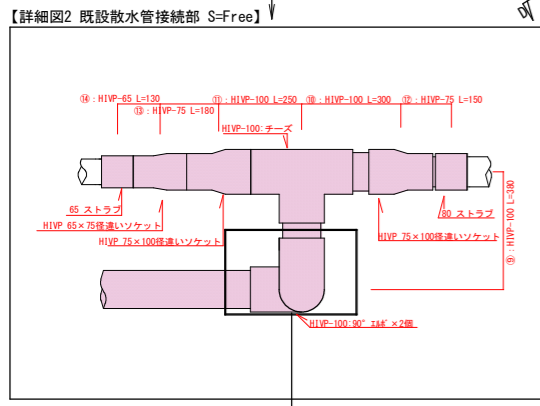 【詳細図2 既設散水管接続部 S=Free】
D
⑭：HIVP-65 L=130
⑪：HIVP-100 L=250
⑩：HIVP-100 L=300
⑫：HIVP-75 L=150
⑬：HIVP-75 L=180
HIVP-100:チーズ
65 ストラブ
80 ストラブ
HIVP 65×75径違いソケット
HIVP 75×100径違いソケット
HIVP 75×100径違いソケット
⑨：HIVP-100 L=380
HIVP-100:90° ｴﾙﾎﾞ ×2個